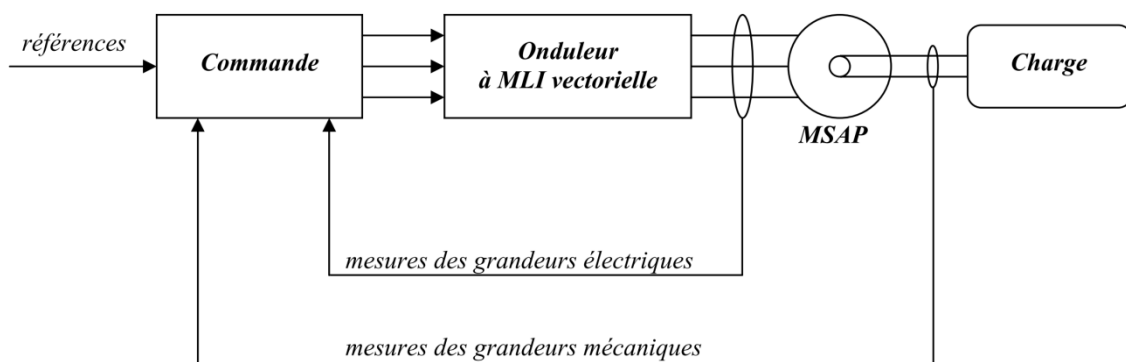 références
Commande
Onduleur
à MLI vectorielle
Charge
MSAP
mesures des grandeurs électriques
mesures des grandeurs mécaniques